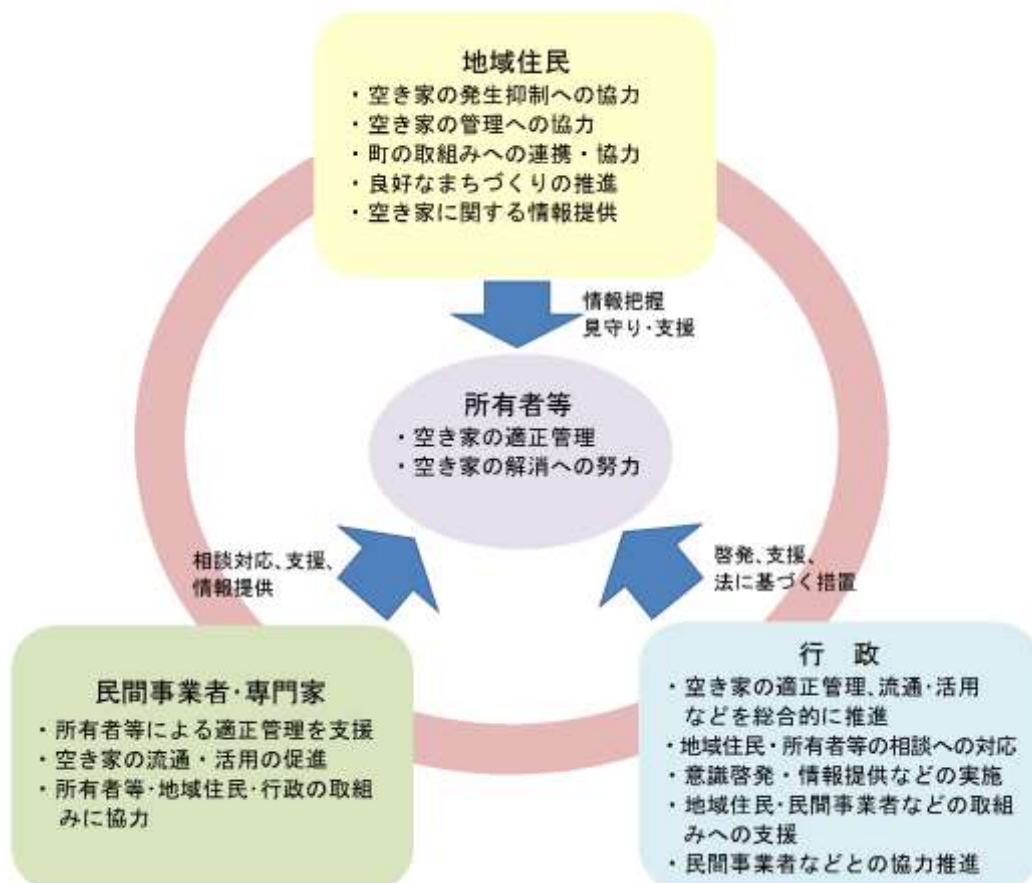 地域住民
・空き家の発生抑制への協力
・空き家の管理への協力
・町の取組みへの連携・協力
・良好なまちづくりの推進
・空き家に関する情報提供
情報把握
見守り・支援
所有者等
・空き家の適正管理
・空き家の解消への努力
相談対応、支援、
情報提供
啓発、支援、
法に基づく措置
民間事業者・専門家
・所有者等による適正管理を支援
・空き家の流通・活用の促進
・所有者等・地域住民・行政の取組
みに協力
行　政
・空き家の適正管理、流通・活用
などを総合的に推進
・地域住民・所有者等の相談への対応
・意識啓発・情報提供などの実施
・地域住民・民間事業者などの取組
みへの支援
・民間事業者などとの協力推進